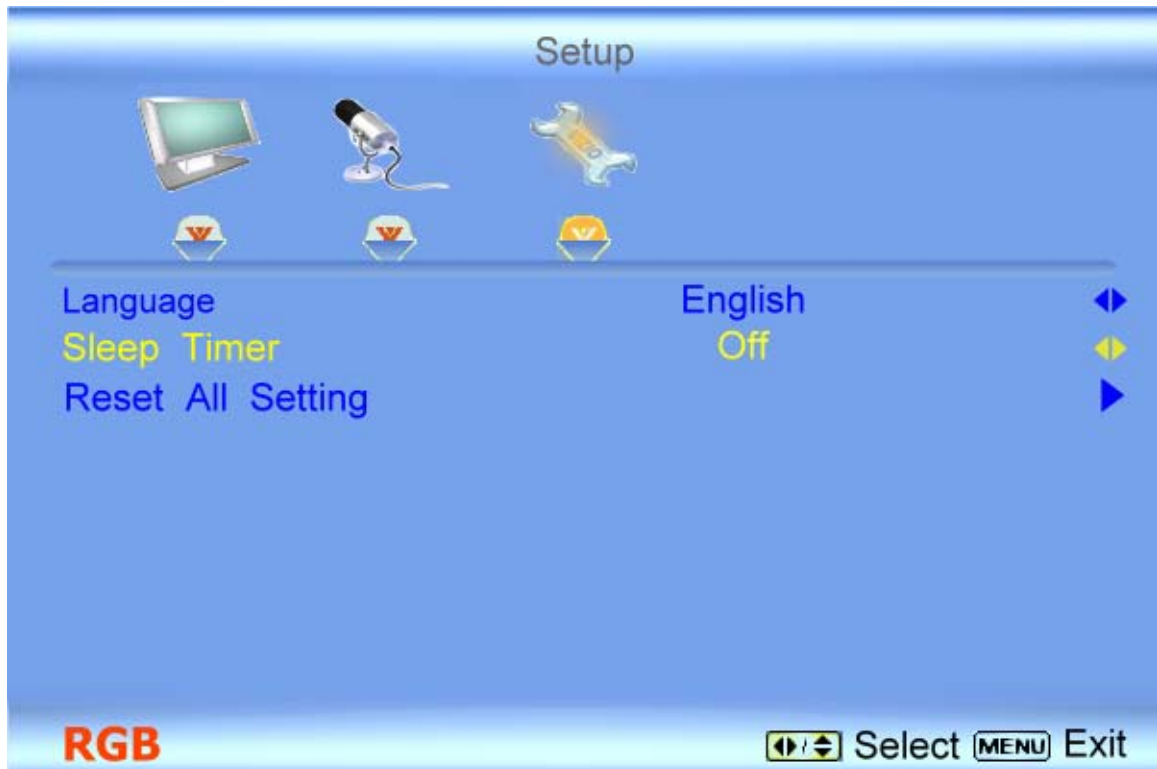 Setup
Language English
Sleep Timer Off
Reset All Setting
RGB Select MENU Exit